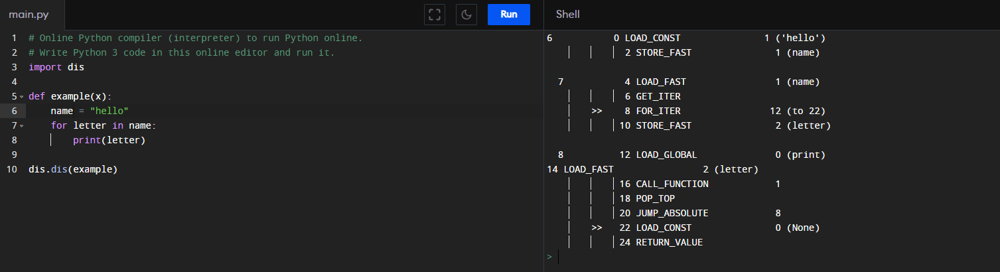 main.py
Run
Shell
1 # Online Python compiler (interpreter) to run Python online.
2 # Write Python 3 code in this online editor and run it.
3 import dis
4
5 def example(x):
6     name = "hello"
7     for letter in name:
8         print(letter)
9
10 dis.dis(example)
6           0 LOAD_CONST               1 ('hello')
            2 STORE_FAST               1 (name)
7           4 LOAD_FAST                1 (name)
            6 GET_ITER
      >>    8 FOR_ITER                12 (to 22)
           10 STORE_FAST               2 (letter)
8          12 LOAD_GLOBAL              0 (print)
14 LOAD_FAST                2 (letter)
           16 CALL_FUNCTION            1
           18 POP_TOP
           20 JUMP_ABSOLUTE            8
      >>   22 LOAD_CONST               0 (None)
           24 RETURN_VALUE
>